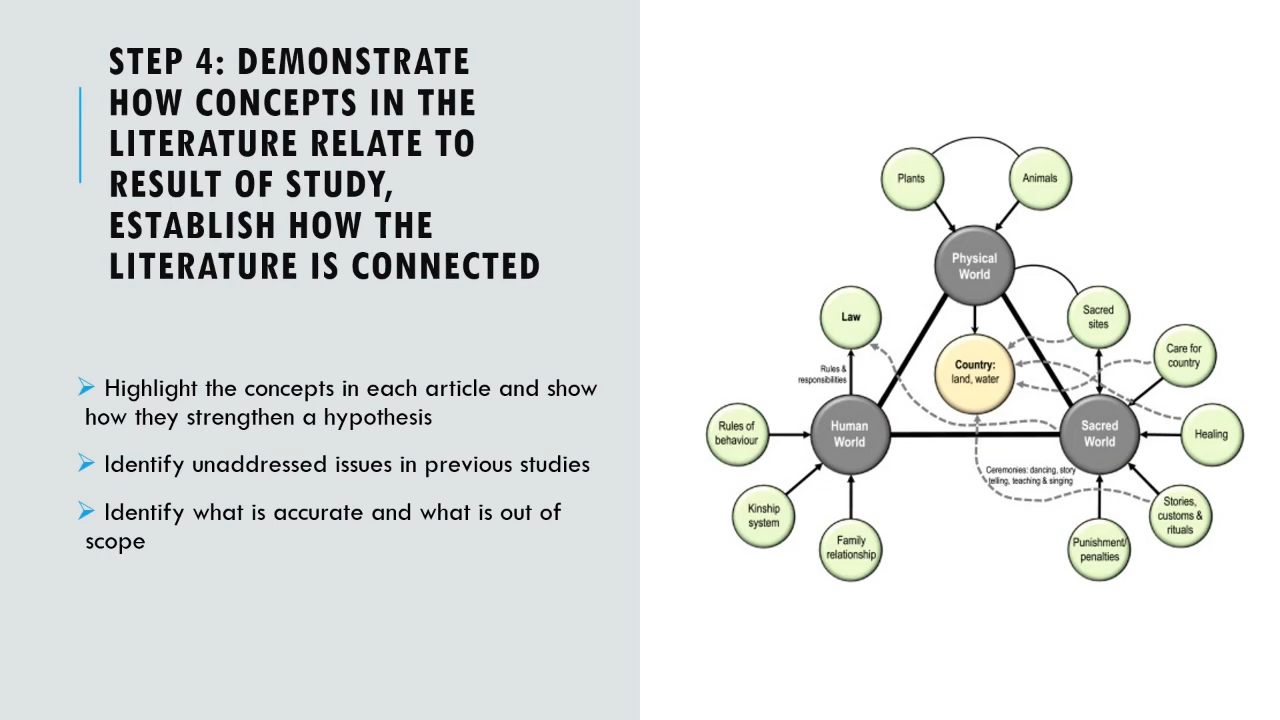 STEP 4: DEMONSTRATE
HOW CONCEPTS IN THE
LITERATURE RELATE TO
RESULT OF STUDY,
ESTABLISH HOW THE
LITERATURE IS CONNECTED
Highlight the concepts in each article and show
how they strengthen a hypothesis
Identify unaddressed issues in previous studies
Identify what is accurate and what is out of
scope
Plants
Animals
Physical
World
Law
Sacred
sites
Care for
country
Country:
land, water
Rules &
responsibilities
Rules of
behaviour
Human
World
Sacred
World
Healing
Ceremonies: dancing, story
telling, teaching & singing
Kinship
system
Family
relationship
Punishment/
penalties
Stories,
customs &
rituals